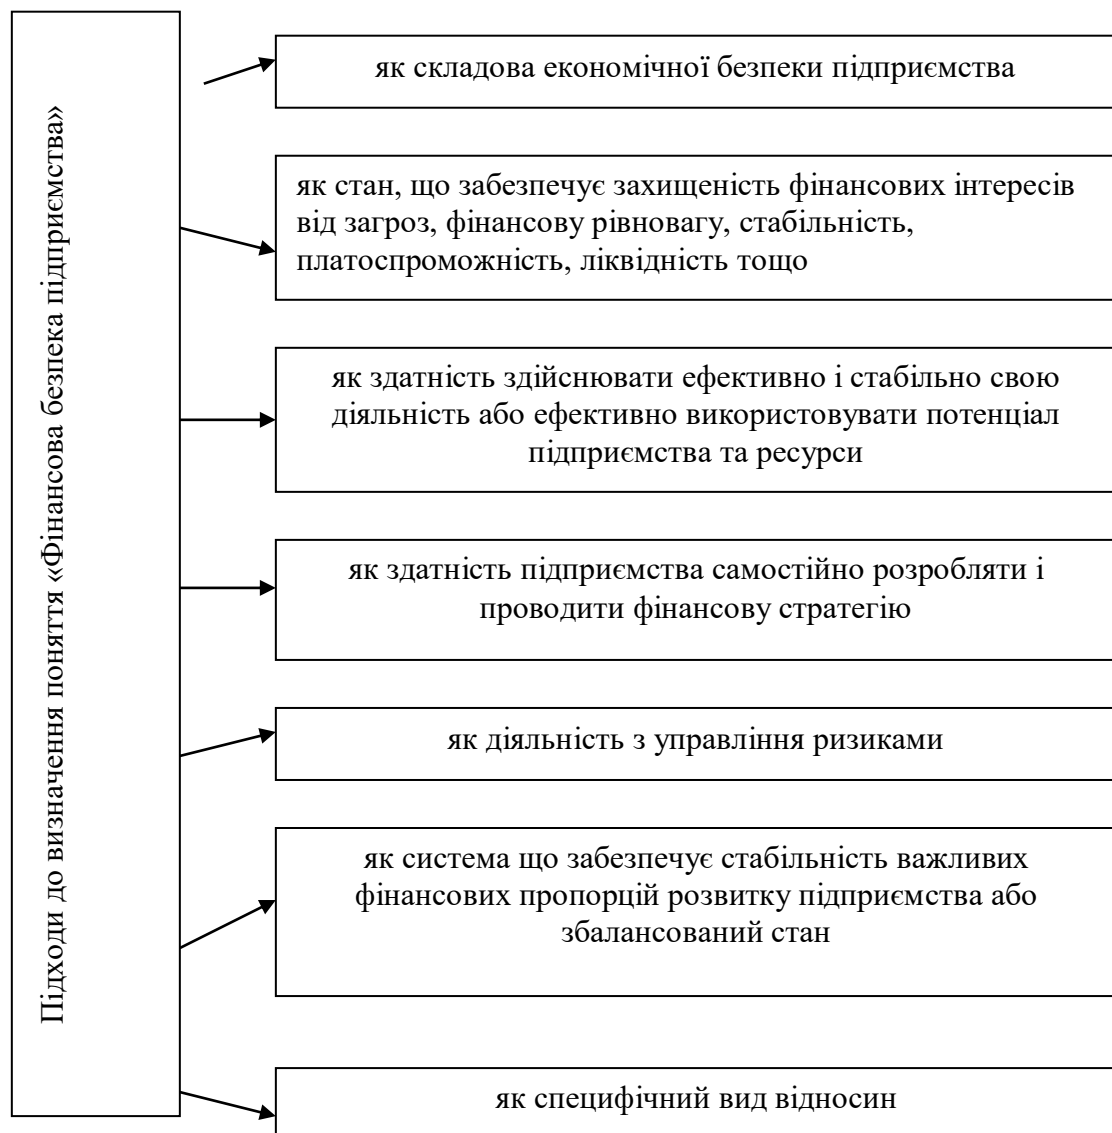 Підходи до визначення поняття «Фінансова безпека підприємства»
як складова економічної безпеки підприємства
як стан, що забезпечує захищеність фінансових інтересів
від загроз, фінансову рівновагу, стабільність,
платоспроможність, ліквідність тощо
як здатність здійснювати ефективно і стабільно свою
діяльність або ефективно використовувати потенціал
підприємства та ресурси
як здатність підприємства самостійно розробляти і
проводити фінансову стратегію
як діяльність з управління ризиками
як система що забезпечує стабільність важливих
фінансових пропорцій розвитку підприємства або
збалансований стан
як специфічний вид відносин